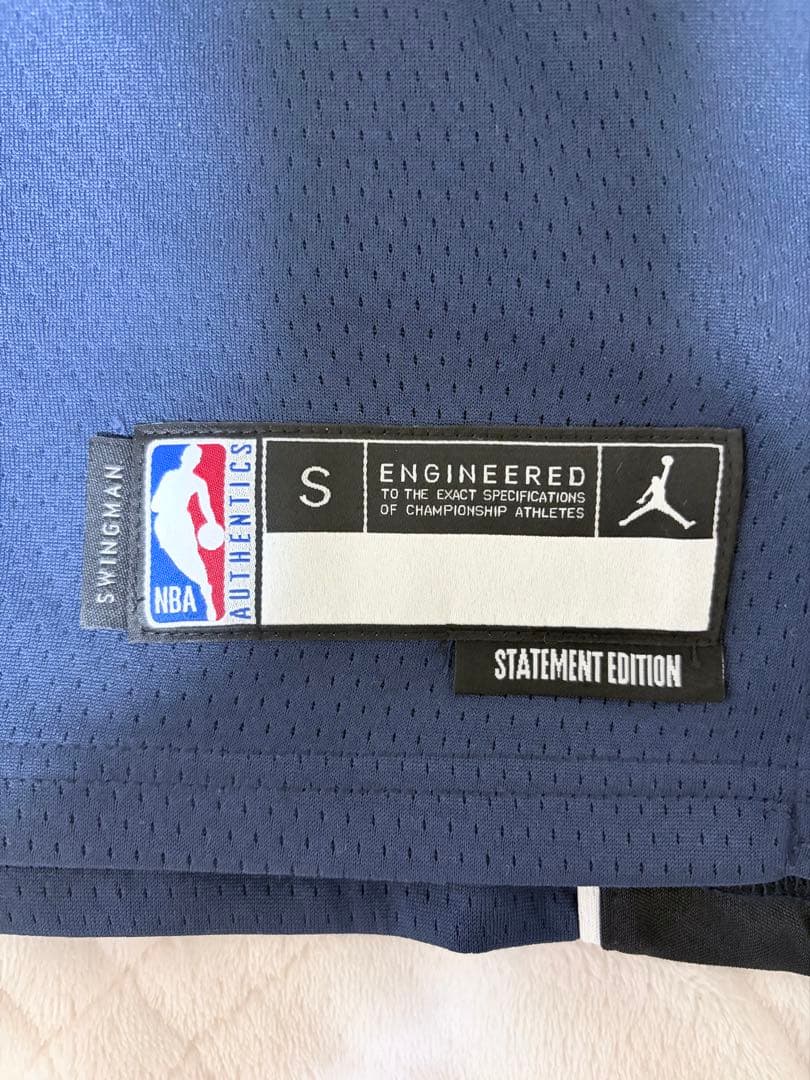 SWINGMAN
NBA
AUTHENTICS
S
ENGINEERED
TO THE EXACT SPECIFICATIONS
OF CHAMPIONSHIP ATHLETES
STATEMENT EDITION